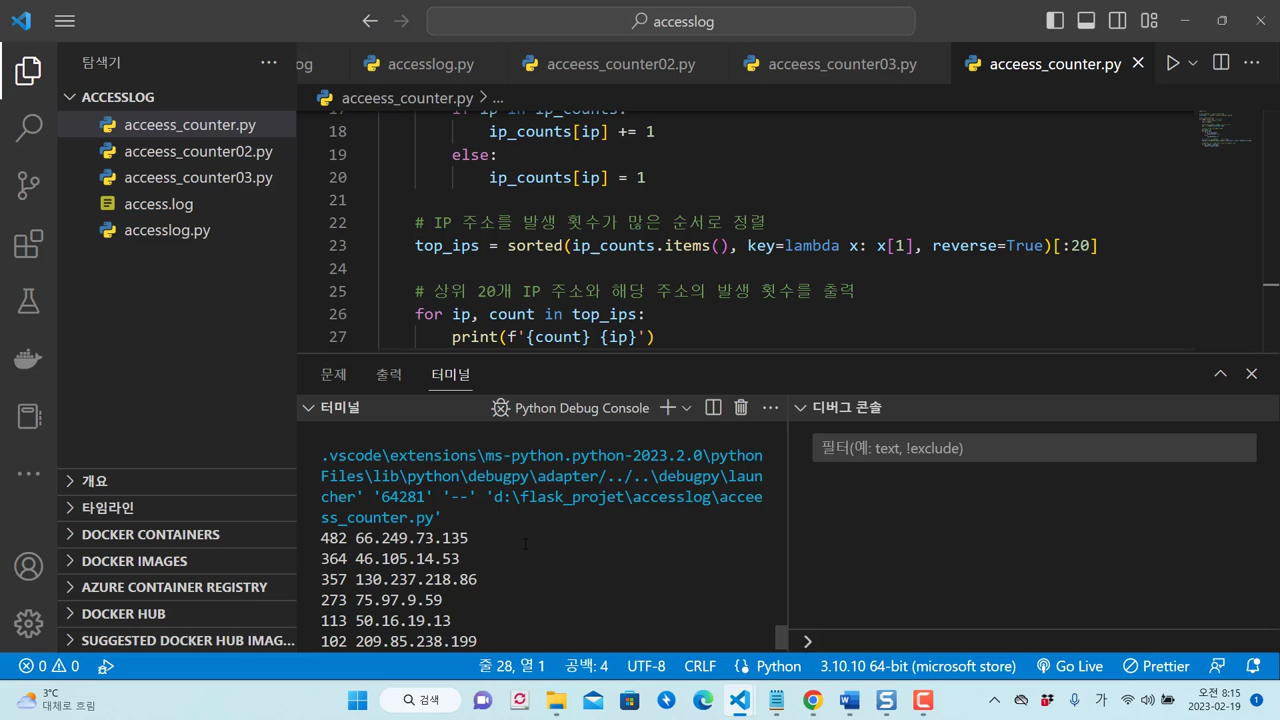 accesslog
탐색기
og
accesslog.py
acceess_counter02.py
acceess_counter03.py
acceess_counter.py
ACCESSLOG
acceess_counter.py > ...
acceess_counter.py
acceess_counter02.py
acceess_counter03.py
access.log
accesslog.py
17 if ip in ip_counts:
18 ip_counts[ip] += 1
19 else:
20 ip_counts[ip] = 1
21
22 # IP 주소를 발생 횟수가 많은 순서로 정렬
23 top_ips = sorted(ip_counts.items(), key=lambda x: x[1], reverse=True)[:20]
24
25 # 상위 20개 IP 주소와 해당 주소의 발생 횟수를 출력
26 for ip, count in top_ips:
27 print(f'{count} {ip}')
문제 출력 터미널
터미널
Python Debug Console
디버그 콘솔
필터(예: text, !exclude)
.vscode\extensions\ms-python.python-2023.2.0\python
Files\lib\python\debugpy\adapter/../..\debugpy\laun
cher' '64281' '--' 'd:\flask_projet\accesslog\accee
ss_counter.py'
482 66.249.73.135
364 46.105.14.53
357 130.237.218.86
273 75.97.9.59
113 50.16.19.13
102 209.85.238.199
개요
타임라인
DOCKER CONTAINERS
DOCKER IMAGES
AZURE CONTAINER REGISTRY
DOCKER HUB
SUGGESTED DOCKER HUB IMAG...
0 0
줄 28, 열 1
공백: 4
UTF-8
CRLF
Python
3.10.10 64-bit (microsoft store)
Go Live
Prettier
3°C
대체로 흐림
검색
가
오전 8:15
2023-02-19
1